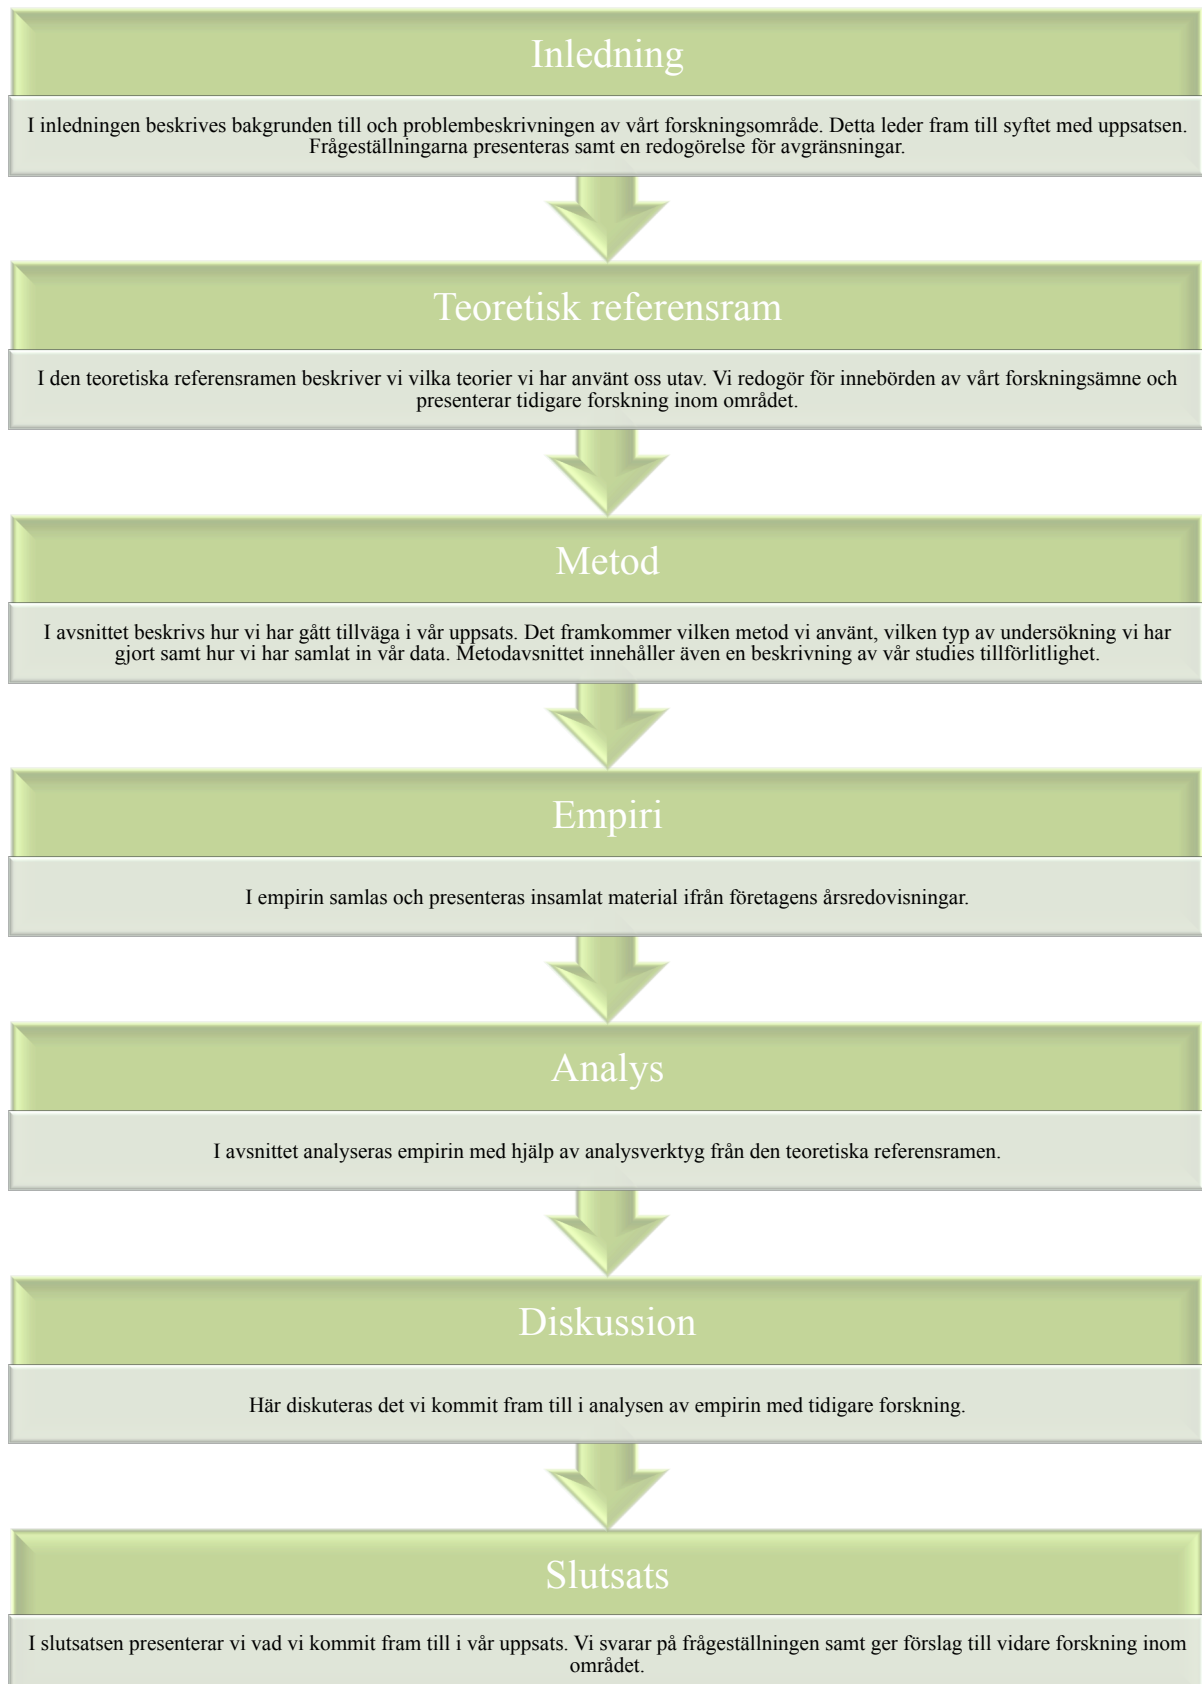 Inledning
I inledningen beskrives bakgrunden till och problembeskrivningen av vårt forskningsområde. Detta leder fram till syftet med uppsatsen.
Frågeställningarna presenteras samt en redogörelse för avgränsningar.
Teoretisk referensram
I den teoretiska referensramen beskriver vi vilka teorier vi har använt oss utav. Vi redogör för innebörden av vårt forskningsämne och
presenterar tidigare forskning inom området.
Metod
I avsnittet beskrivs hur vi har gått tillväga i vår uppsats. Det framkommer vilken metod vi använt, vilken typ av undersökning vi har
gjort samt hur vi har samlat in vår data. Metodavsnittet innehåller även en beskrivning av vår studies tillförlitlighet.
Empiri
I empirin samlas och presenteras insamlat material ifrån företagens årsredovisningar.
Analys
I avsnittet analyseras empirin med hjälp av analysverktyg från den teoretiska referensramen.
Diskussion
Här diskuteras det vi kommit fram till i analysen av empirin med tidigare forskning.
Slutsats
I slutsatsen presenterar vi vad vi kommit fram till i vår uppsats. Vi svarar på frågeställningen samt ger förslag till vidare forskning inom
området.